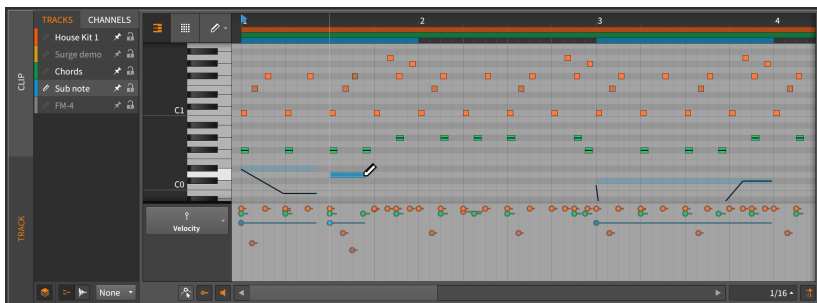 TRACKS CHANNELS
House Kit 1
Surge demo
Chords
Sub note
FM-4
CLIP
TRACK
1 2 3 4
C1
C0
Velocity
None
1/16